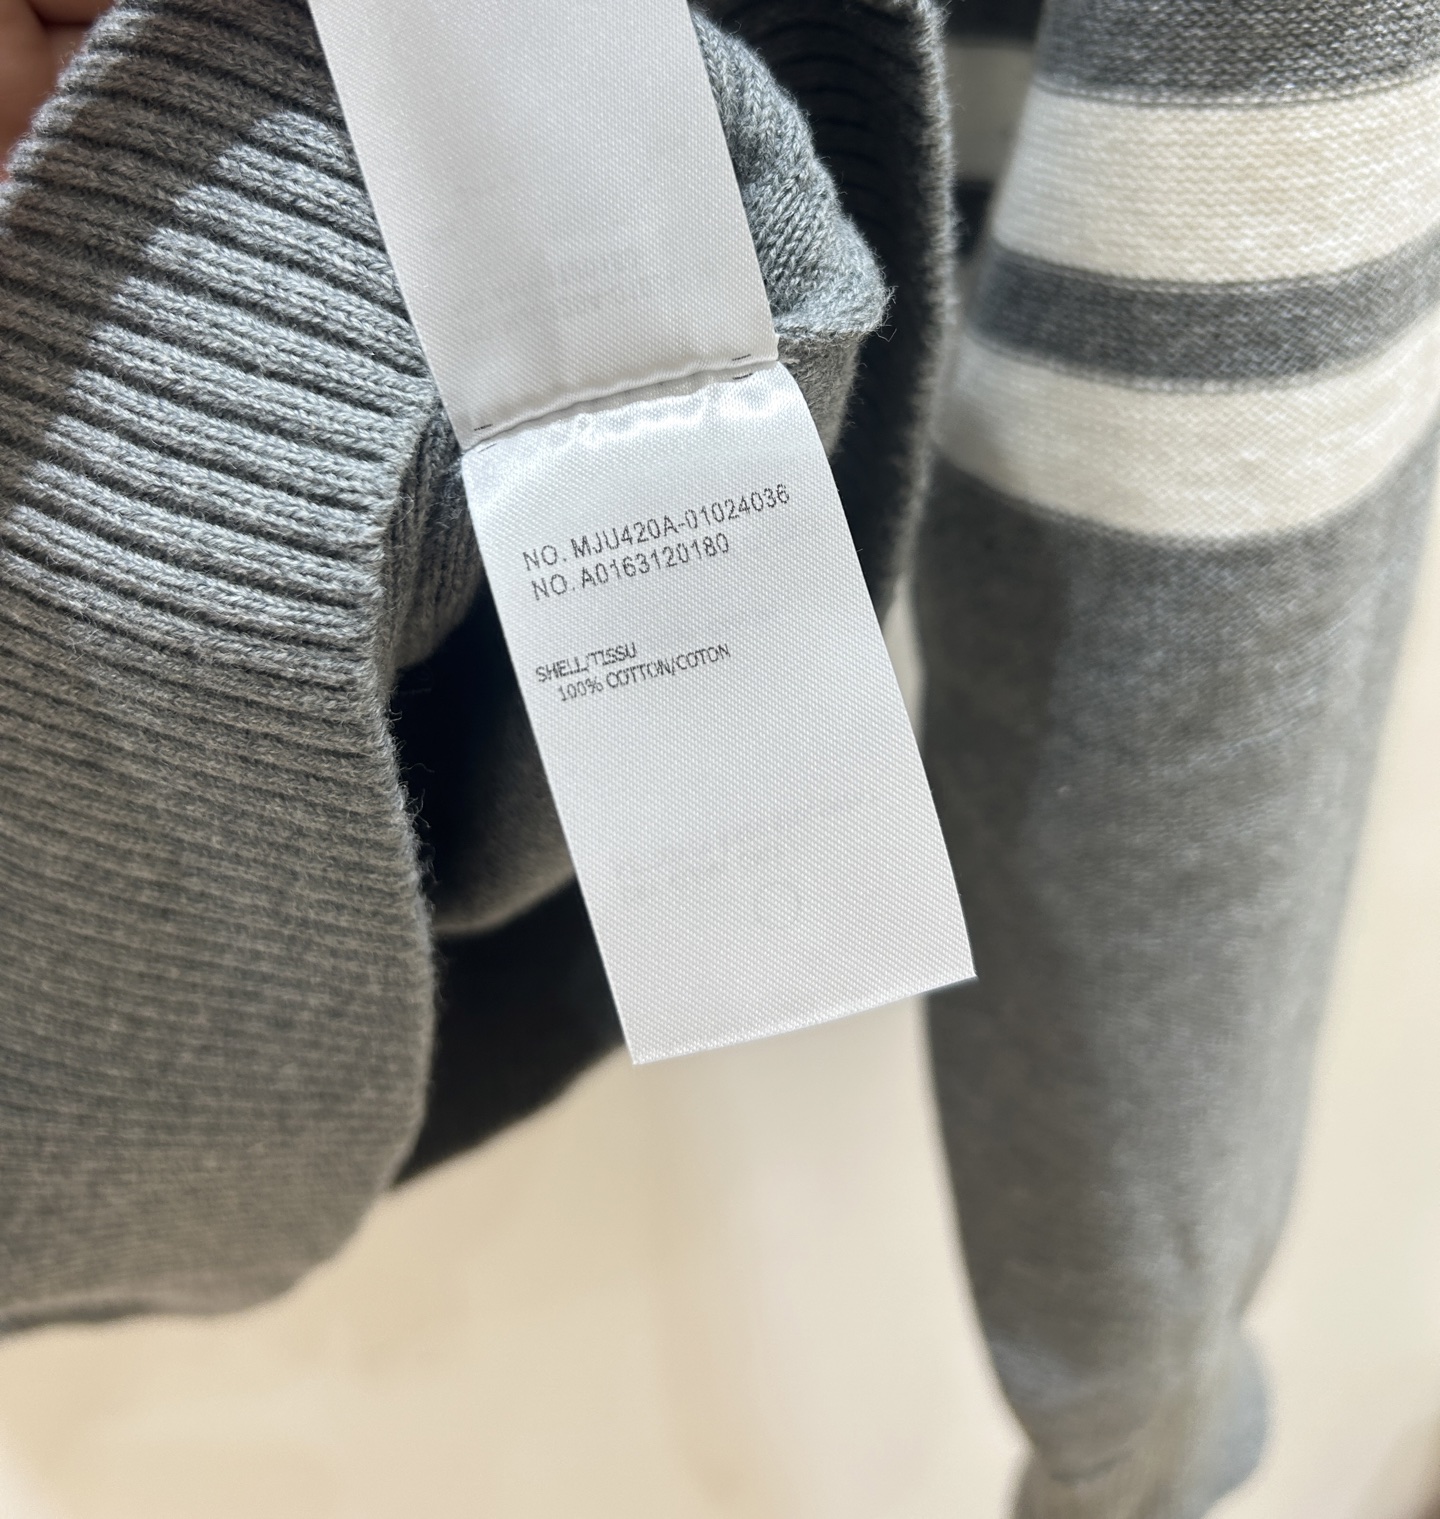 NO. MJU420A-01024036
NO. A0163120180
SHELL/TISSU
100% COTTON/COTON